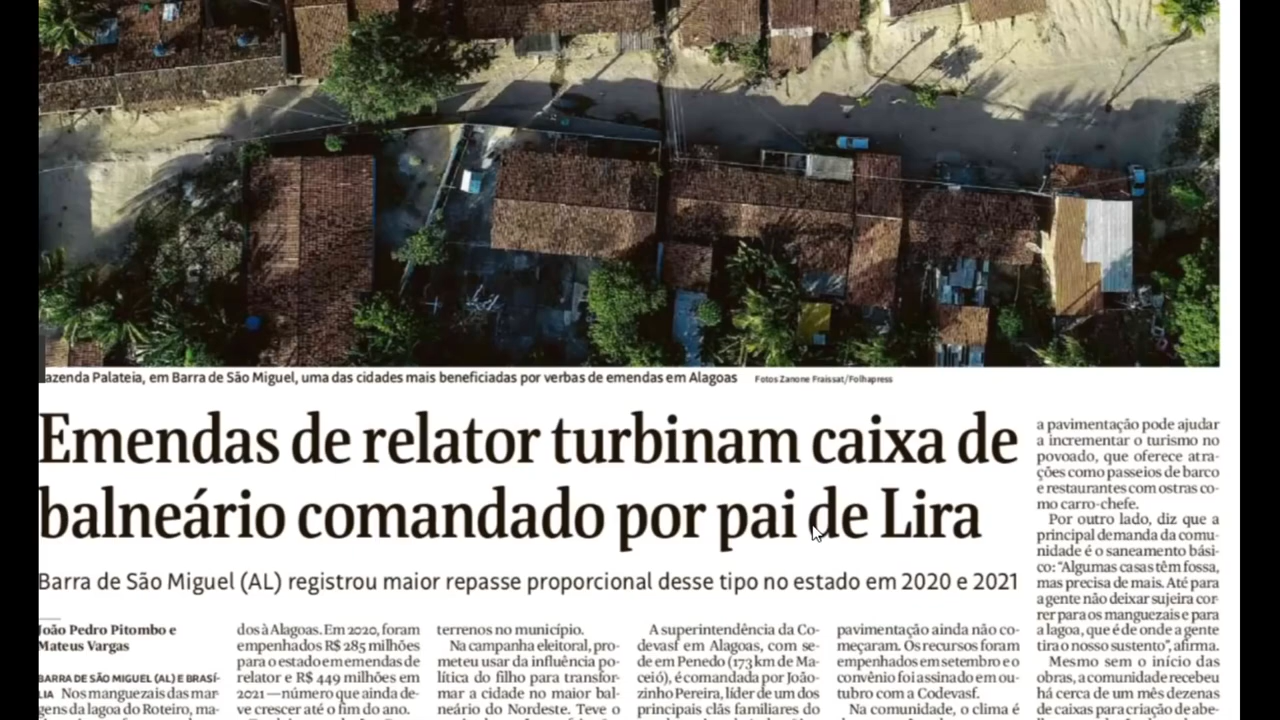 azenda Palateia, em Barra de São Miguel, uma das cidades mais beneficiadas por verbas de emendas em Alagoas Fotos Zanone Fraissat/Folhapress
Emendas de relator turbinam caixa de
balneário comandado por pai de Lira
Barra de São Miguel (AL) registrou maior repasse proporcional desse tipo no estado em 2020 e 2021
João Pedro Pitombo e
Mateus Vargas
BARRA DE SÃO MIGUEL (AL) E BRASÍ-
LIA Nos manguezais das mar-
gens da lagoa do Roteiro, ma-
dos à Alagoas. Em 2020, foram
empenhados R$ 285 milhões
para o estado em emendas de
relator e R$ 449 milhões em
2021 —número que ainda de-
ve crescer até o fim do ano.
terrenos no município.
Na campanha eleitoral, pro-
meteu usar da influência po-
lítica do filho para transfor-
mar a cidade no maior bal-
neário do Nordeste. Teve o
A superintendência da Co-
devasf em Alagoas, com se-
de em Penedo (173 km de Ma-
ceió), é comandada por João-
zinho Pereira, líder de um dos
principais clãs familiares do
pavimentação ainda não co-
meçaram. Os recursos foram
empenhados em setembro e o
convênio foi assinado em ou-
tubro com a Codevasf.
Na comunidade, o clima é
a pavimentação pode ajudar
a incrementar o turismo no
povoado, que oferece atra-
ções como passeios de barco
e restaurantes com ostras co-
mo carro-chefe.
Por outro lado, diz que a
principal demanda da comu-
nidade é o saneamento bási-
co: “Algumas casas têm fossa,
mas precisa de mais. Até para
a gente não deixar sujeira cor-
rer para os manguezais e para
a lagoa, que é de onde a gente
tira o nosso sustento”, afirma.
Mesmo sem o início das
obras, a comunidade recebeu
há cerca de um mês dezenas
de caixas para criação de abe-